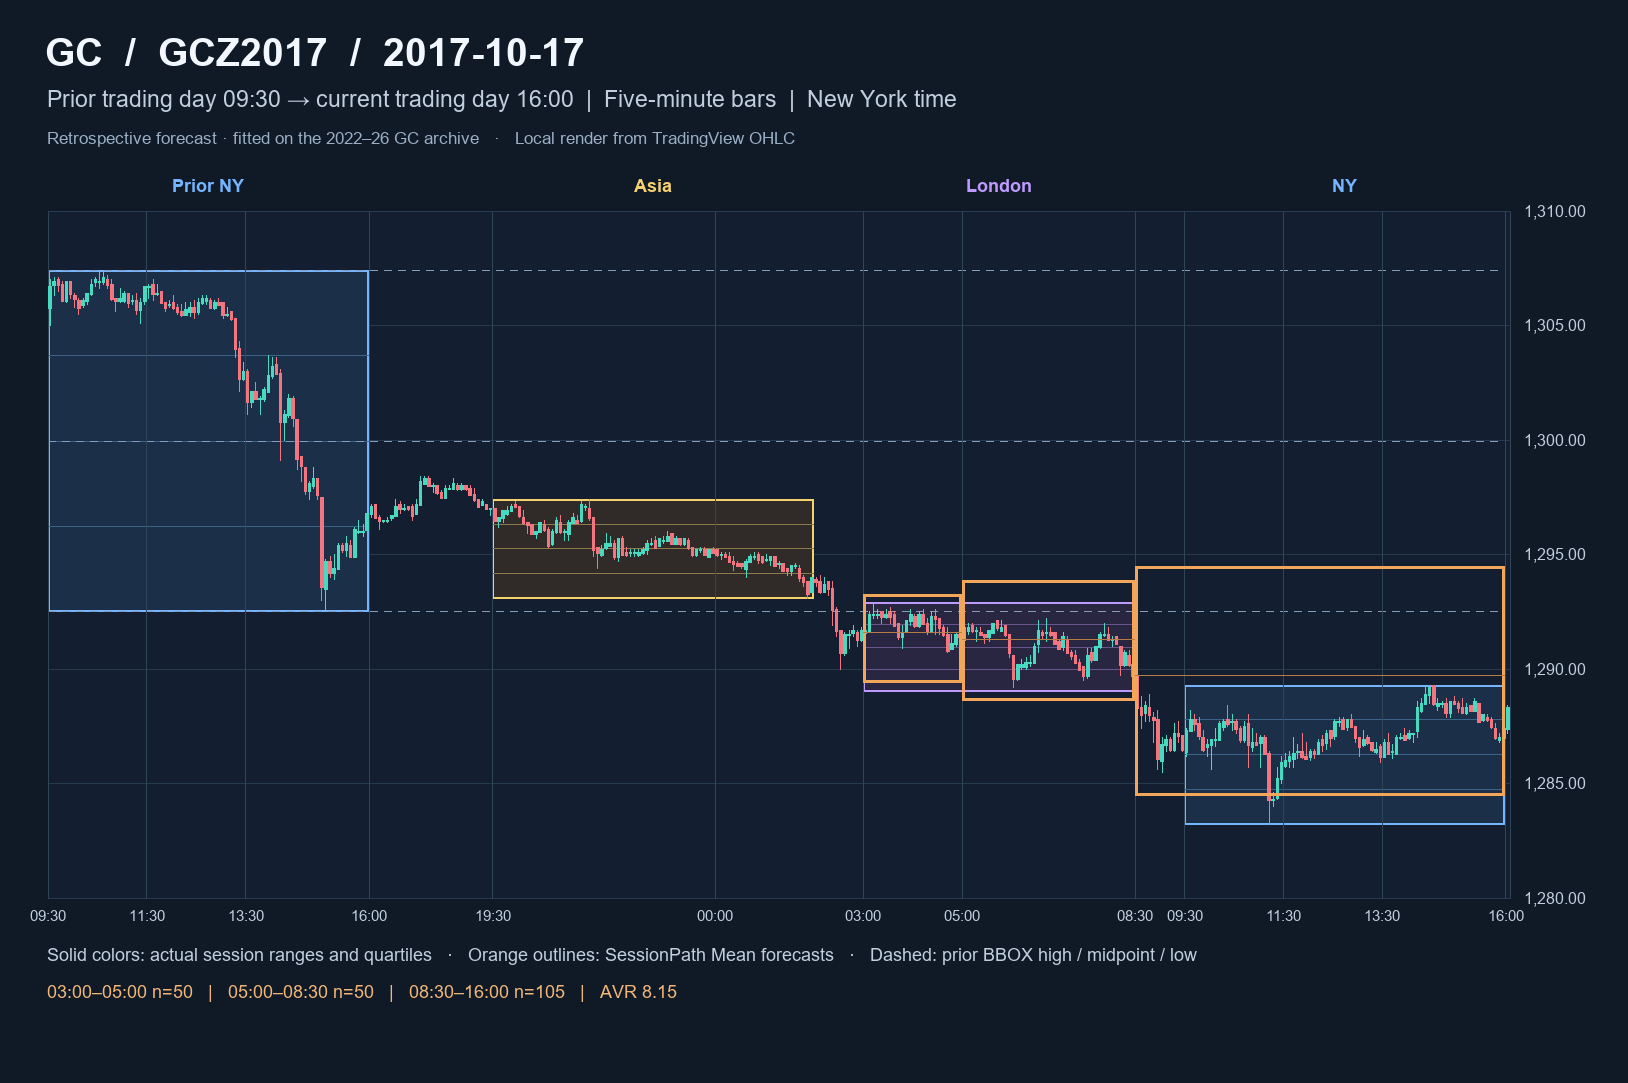 GC / GCZ2017 / 2017-10-17
Prior trading day 09:30 → current trading day 16:00 | Five-minute bars | New York time
Retrospective forecast · fitted on the 2022–26 GC archive · Local render from TradingView OHLC
Prior NY Asia London NY
1,310.00
1,305.00
1,300.00
1,295.00
1,290.00
1,285.00
1,280.00
09:30 11:30 13:30 16:00 19:30 00:00 03:00 05:00 08:30 09:30 11:30 13:30 16:00
Solid colors: actual session ranges and quartiles · Orange outlines: SessionPath Mean forecasts · Dashed: prior BBOX high / midpoint / low
03:00–05:00 n=50 | 05:00–08:30 n=50 | 08:30–16:00 n=105 | AVR 8.15